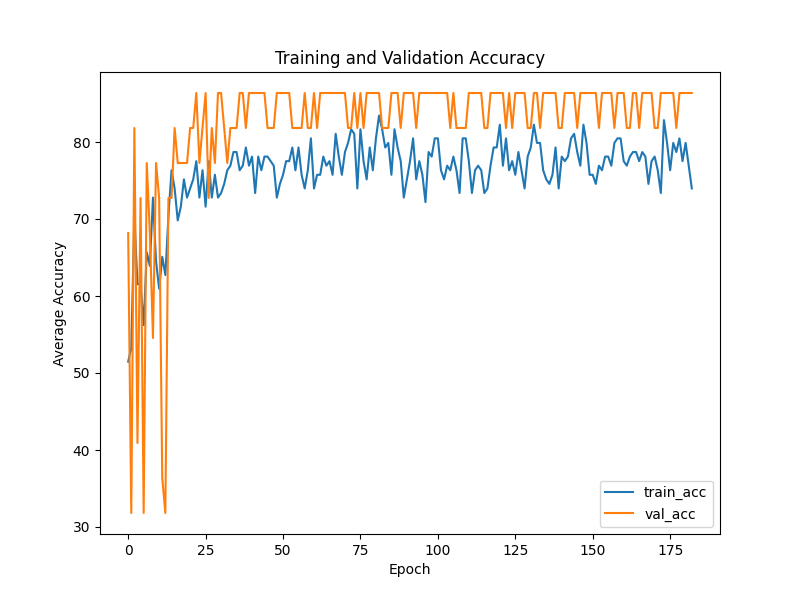 Training and Validation Accuracy
Average Accuracy
80
70
60
50
40
30
0 25 50 75 100 125 150 175
Epoch
train_acc
val_acc